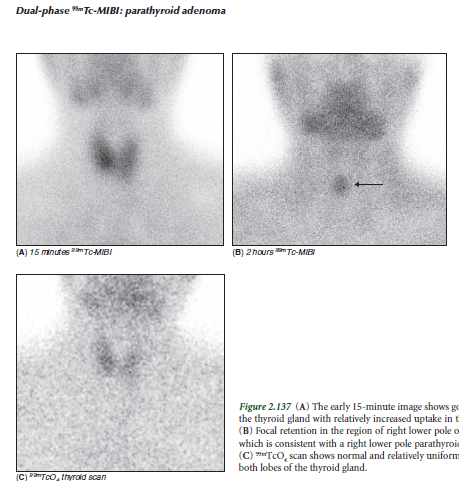 Dual-phase ⁹⁹ᵐTc-MIBI: parathyroid adenoma
(A) 15 minutes ⁹⁹ᵐTc-MIBI
(B) 2 hours ⁹⁹ᵐTc-MIBI
(C) ⁹⁹ᵐTcO₄ thyroid scan
Figure 2.137 (A) The early 15-minute image shows
the thyroid gland with relatively increased uptake in
(B) Focal retention in the region of right lower pole
which is consistent with a right lower pole
(C) ⁹⁹ᵐTcO₄ scan shows normal and relatively
both lobes of the thyroid gland.